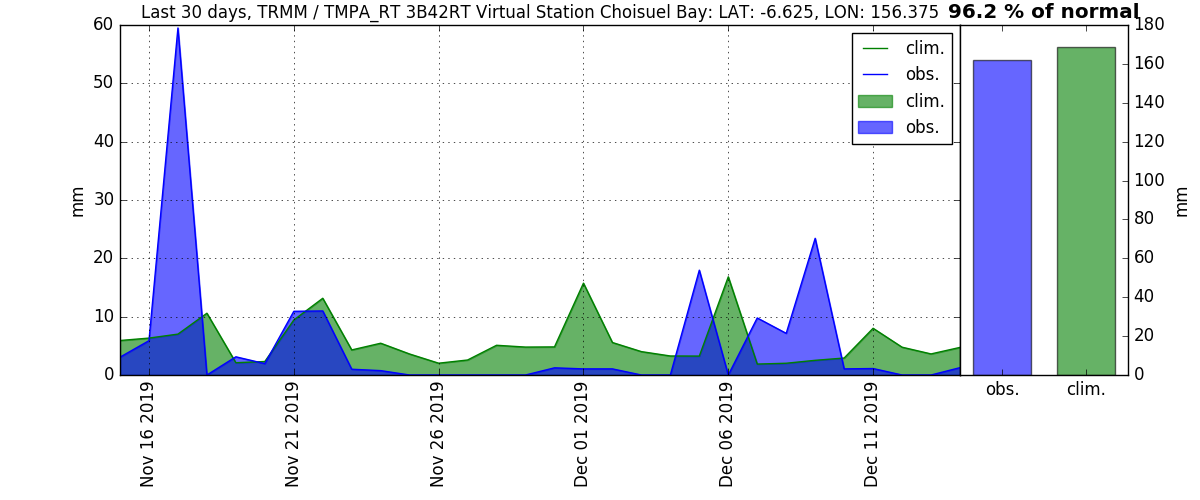 Last 30 days, TRMM / TMPA_RT 3B42RT Virtual Station Choisuel Bay: LAT: -6.625, LON: 156.375 96.2 % of normal
clim.
obs.
clim.
obs.
60
50
40
30
20
10
0
mm
Nov 16 2019
Nov 21 2019
Nov 26 2019
Dec 01 2019
Dec 06 2019
Dec 11 2019
180
160
140
120
100
80
60
40
20
0
mm
obs. clim.